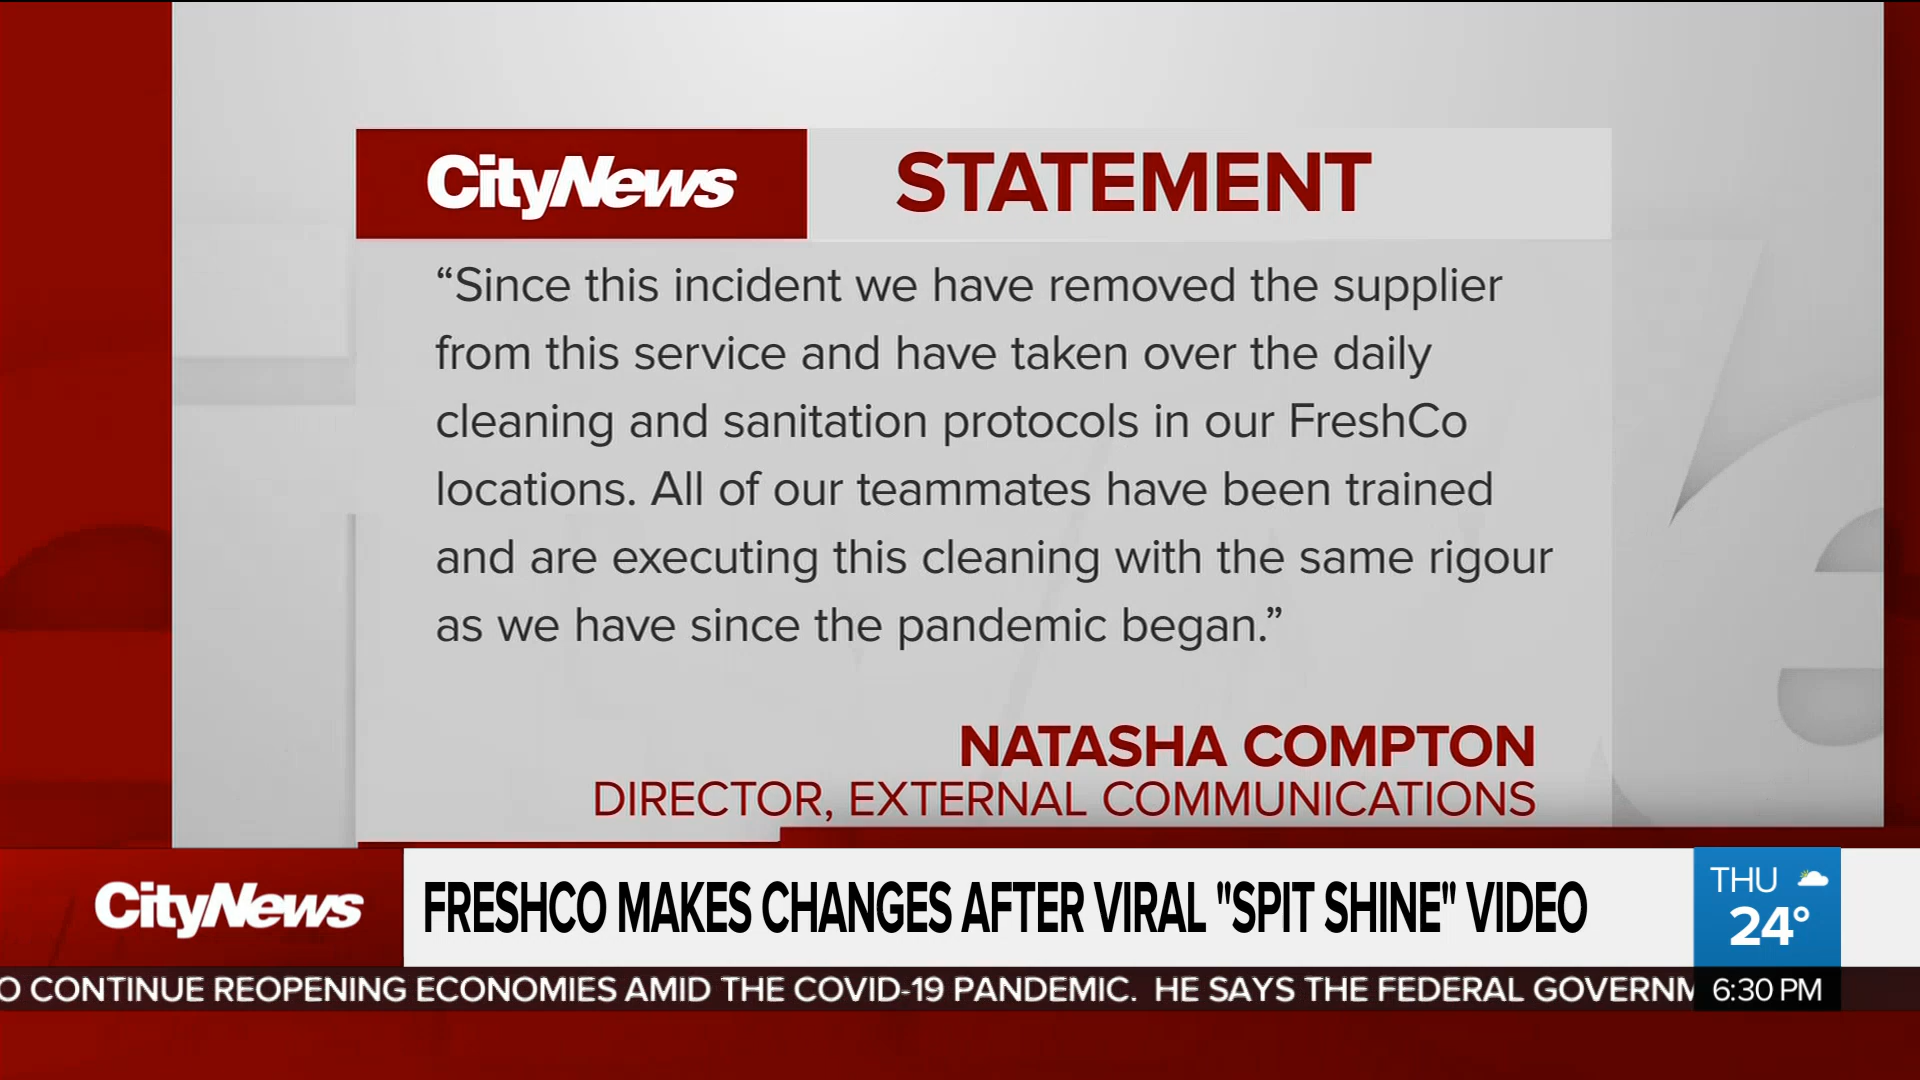 CityNews
STATEMENT
“Since this incident we have removed the supplier
from this service and have taken over the daily
cleaning and sanitation protocols in our FreshCo
locations. All of our teammates have been trained
and are executing this cleaning with the same rigour
as we have since the pandemic began.”
NATASHA COMPTON
DIRECTOR, EXTERNAL COMMUNICATIONS
CityNews
FRESHCO MAKES CHANGES AFTER VIRAL "SPIT SHINE" VIDEO
THU
24°
O CONTINUE REOPENING ECONOMIES AMID THE COVID-19 PANDEMIC. HE SAYS THE FEDERAL GOVERNM
6:30 PM